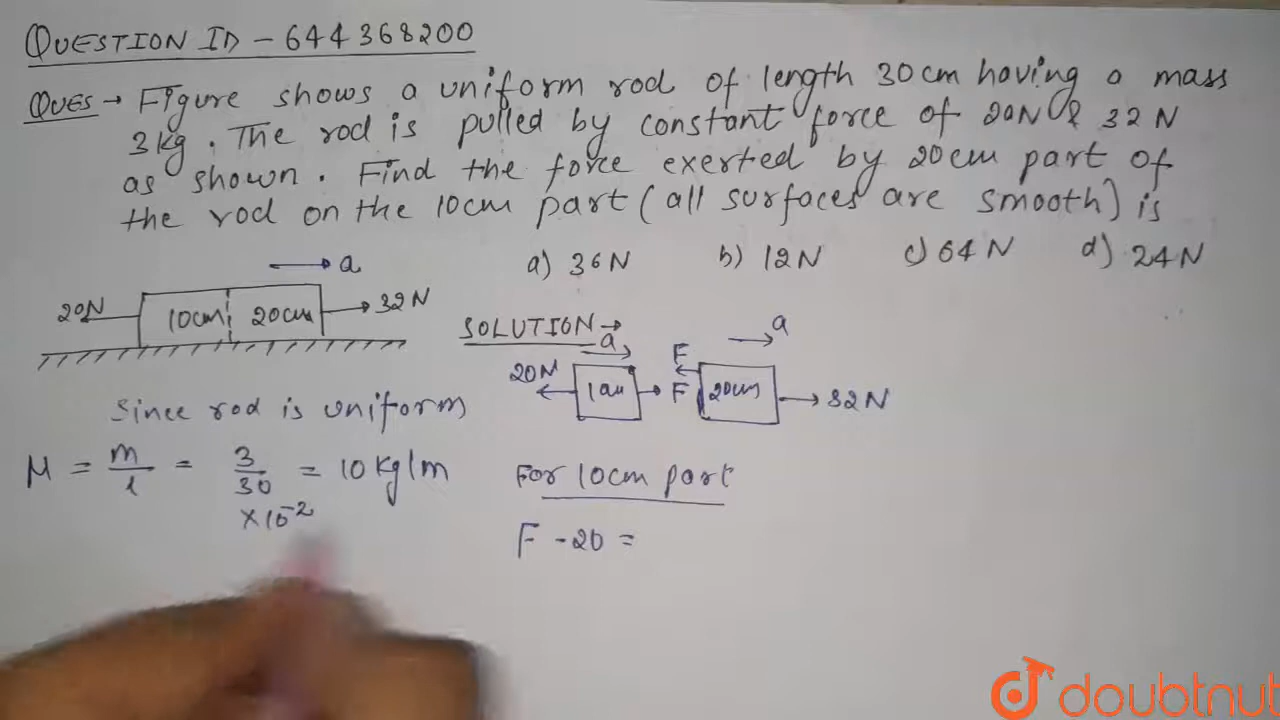 QUESTION ID - 644368200
QUES → Figure shows a uniform rod of length 30cm having a mass
3kg. The rod is pulled by constant force of 20N & 32N
as shown. Find the force exerted by 20cm part of
the rod on the 10cm part (all surfaces are smooth) is
a) 36N b) 12N c) 64N d) 24N
→ a
20N 10cm 20cm → 32N
SOLUTION →
a a
20N F F 20cm → 32N
Since rod is uniform
M = m/l = 3/30 × 10⁻² = 10 kg/m
For 10cm part
F - 20 =
doubtnut